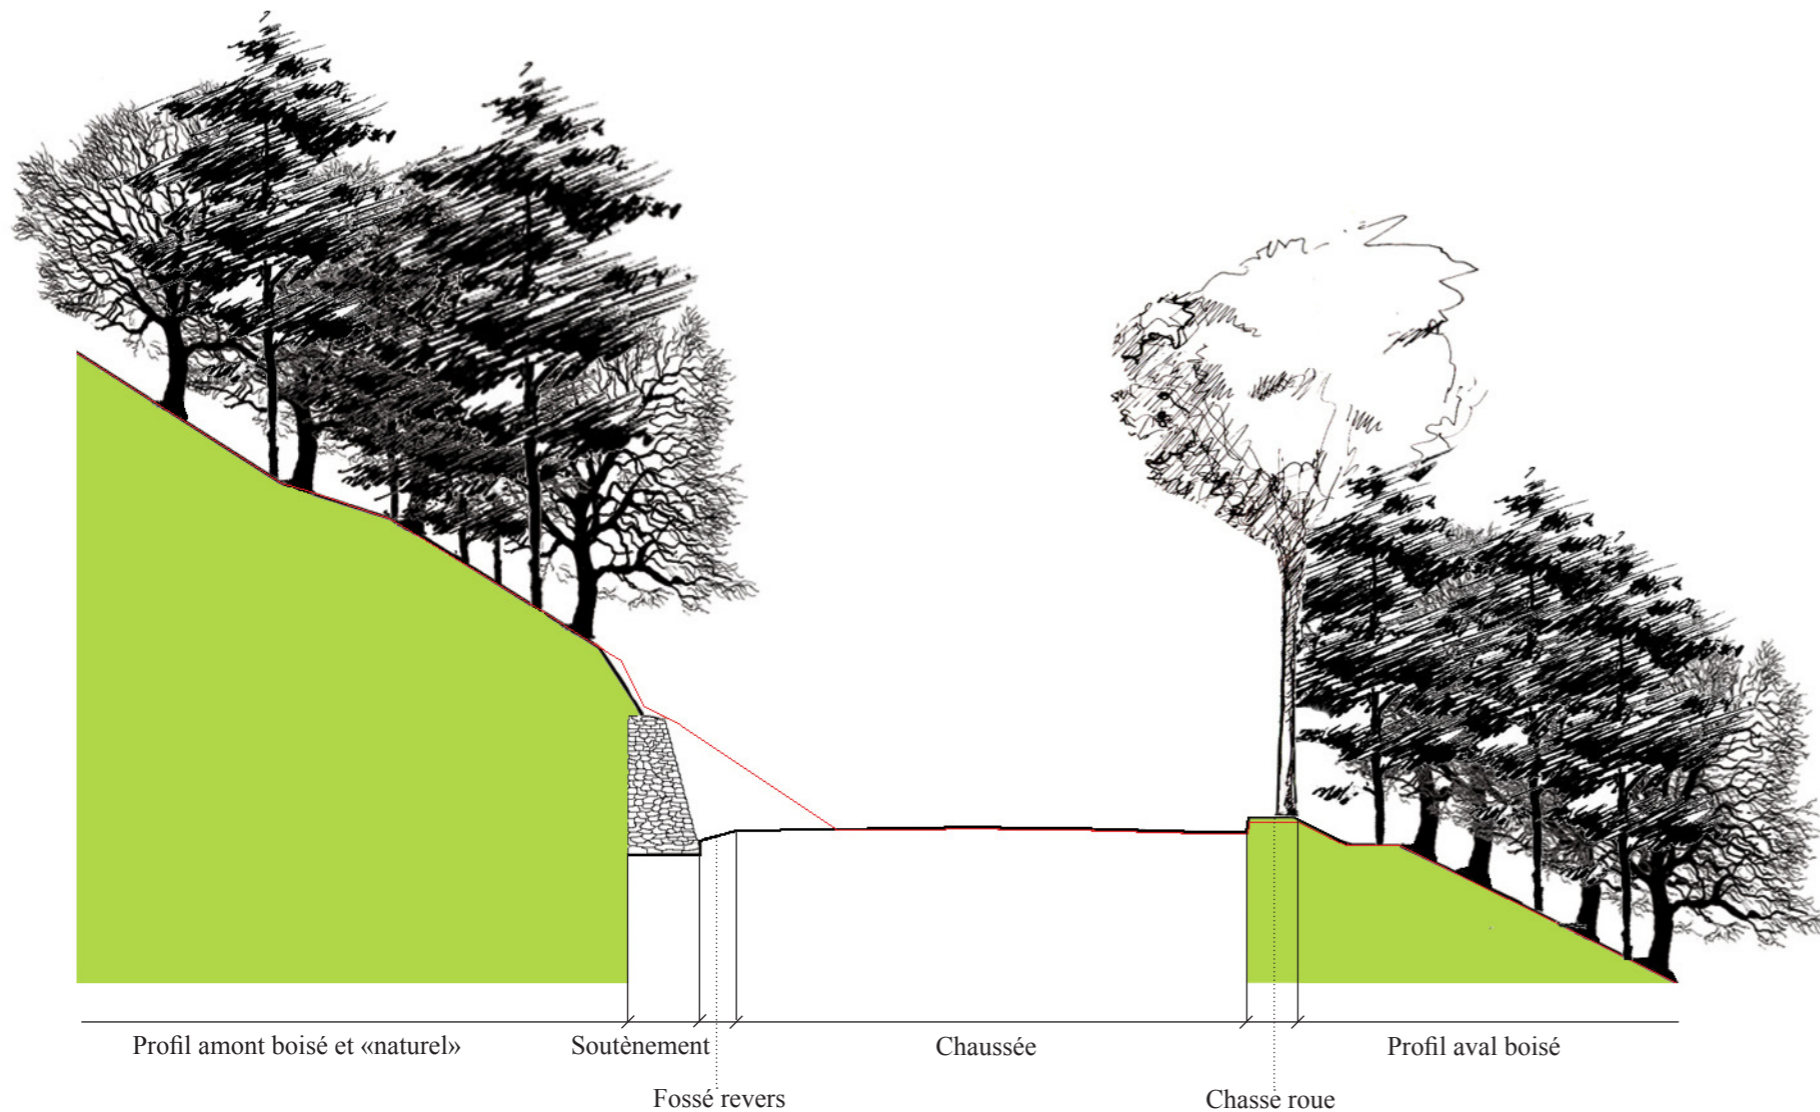 Profil amont boisé et «naturel»
Soutènement
Chaussée
Profil aval boisé
Fossé revers
Chasse roue